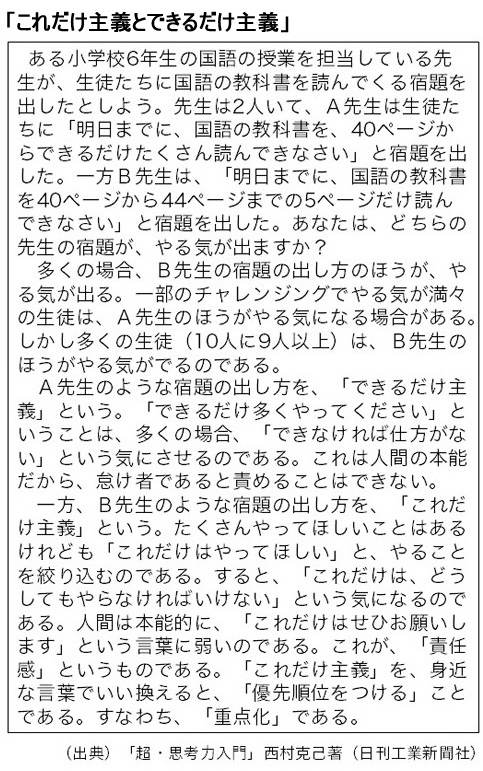 「これだけ主義とできるだけ主義」
ある小学校6年生の国語の授業を担当している先
生が、生徒たちに国語の教科書を読んでくる宿題を
出したとしよう。先生は2人いて、A先生は生徒た
ちに「明日までに、国語の教科書を、40ページか
らできるだけたくさん読んできなさい」と宿題を出
した。一方B先生は、「明日までに、国語の教科書
を40ページから44ページまでの5ページだけ読ん
できなさい」と宿題を出した。あなたは、どちらの
先生の宿題が、やる気が出ますか？
多くの場合、B先生の宿題の出し方のほうが、や
る気が出る。一部のチャレンジングでやる気が満々
の生徒は、A先生のほうがやる気になる場合がある。
しかし多くの生徒（10人に9人以上）は、B先生の
ほうがやる気がでるのである。
A先生のような宿題の出し方を、「できるだけ主
義」という。「できるだけ多くやってください」と
いうことは、多くの場合、「できなければ仕方がな
い」という気にさせるのである。これは人間の本能
だから、怠け者であると責めることはできない。
一方、B先生のような宿題の出し方を、「これだ
け主義」という。たくさんやってほしいことはある
けれども「これだけはやってほしい」と、やること
を絞り込むのである。すると、「これだけは、どう
してもやらなければいけない」という気になるので
ある。人間は本能的に、「これだけはぜひお願いし
ます」という言葉に弱いのである。これが、「責任
感」というものである。「これだけ主義」を、身近
な言葉でいい換えると、「優先順位をつける」こと
である。すなわち、「重点化」である。
（出典）「超・思考力入門」西村克己著（日刊工業新聞社）